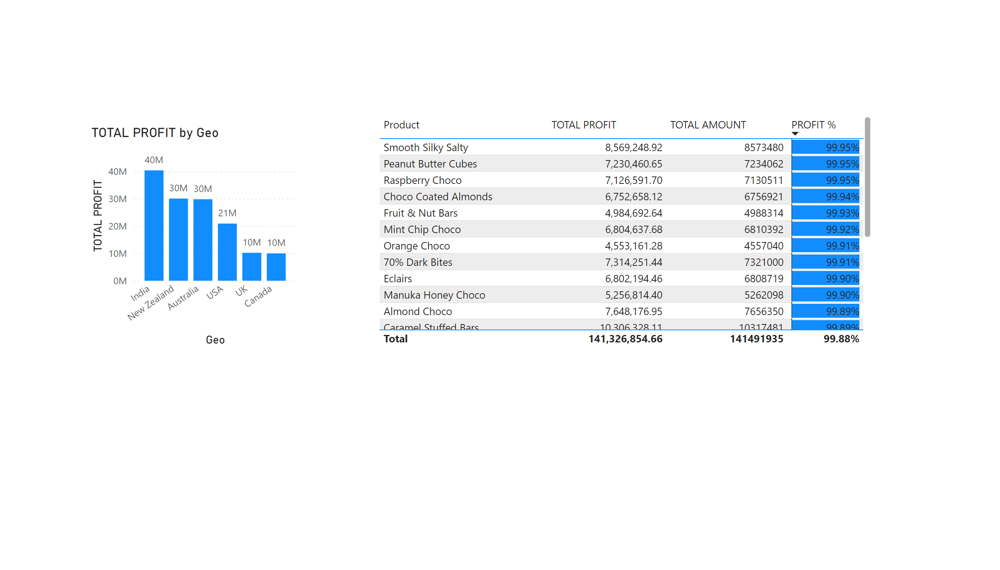 TOTAL PROFIT by Geo
TOTAL PROFIT
40M
30M
20M
10M
0M
40M
30M
30M
21M
10M
10M
India
New Zealand
Australia
USA
UK
Canada
Geo
Product TOTAL PROFIT TOTAL AMOUNT PROFIT %
Smooth Silky Salty 8,569,248.92 8573480 99.95%
Peanut Butter Cubes 7,230,460.65 7234062 99.95%
Raspberry Choco 7,126,591.70 7130511 99.95%
Choco Coated Almonds 6,752,658.12 6756921 99.94%
Fruit & Nut Bars 4,984,692.64 4988314 99.93%
Mint Chip Choco 6,804,637.68 6810392 99.92%
Orange Choco 4,553,161.28 4557040 99.91%
70% Dark Bites 7,314,251.44 7321000 99.91%
Eclairs 6,802,194.46 6808719 99.90%
Manuka Honey Choco 5,256,814.40 5262098 99.90%
Almond Choco 7,648,176.95 7656350 99.89%
Caramel Stuffed Bars 10,306,328.11 10317481 99.89%
Total 141,326,854.66 141491935 99.88%